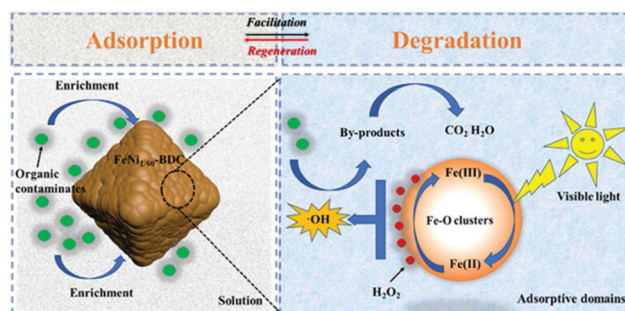 Adsorption
Facilitation
Regeneration
Degradation
Enrichment
FeNi1/60-BDC
Organic
contaminates
Enrichment
Solution
By-products
CO2 H2O
Visible light
Fe(III)
·OH
Fe-O clusters
Fe(II)
H2O2
Adsorptive domains